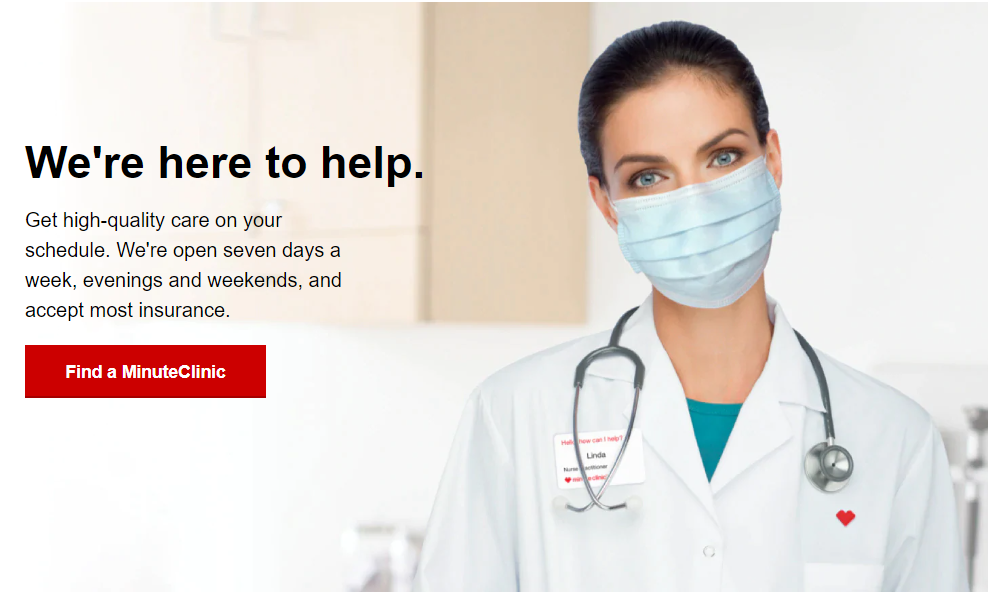 We're here to help.
Get high-quality care on your
schedule. We're open seven days a
week, evenings and weekends, and
accept most insurance.
Find a MinuteClinic
Hello, how can I help?
Linda
Nurse Practitioner
minuteclinic